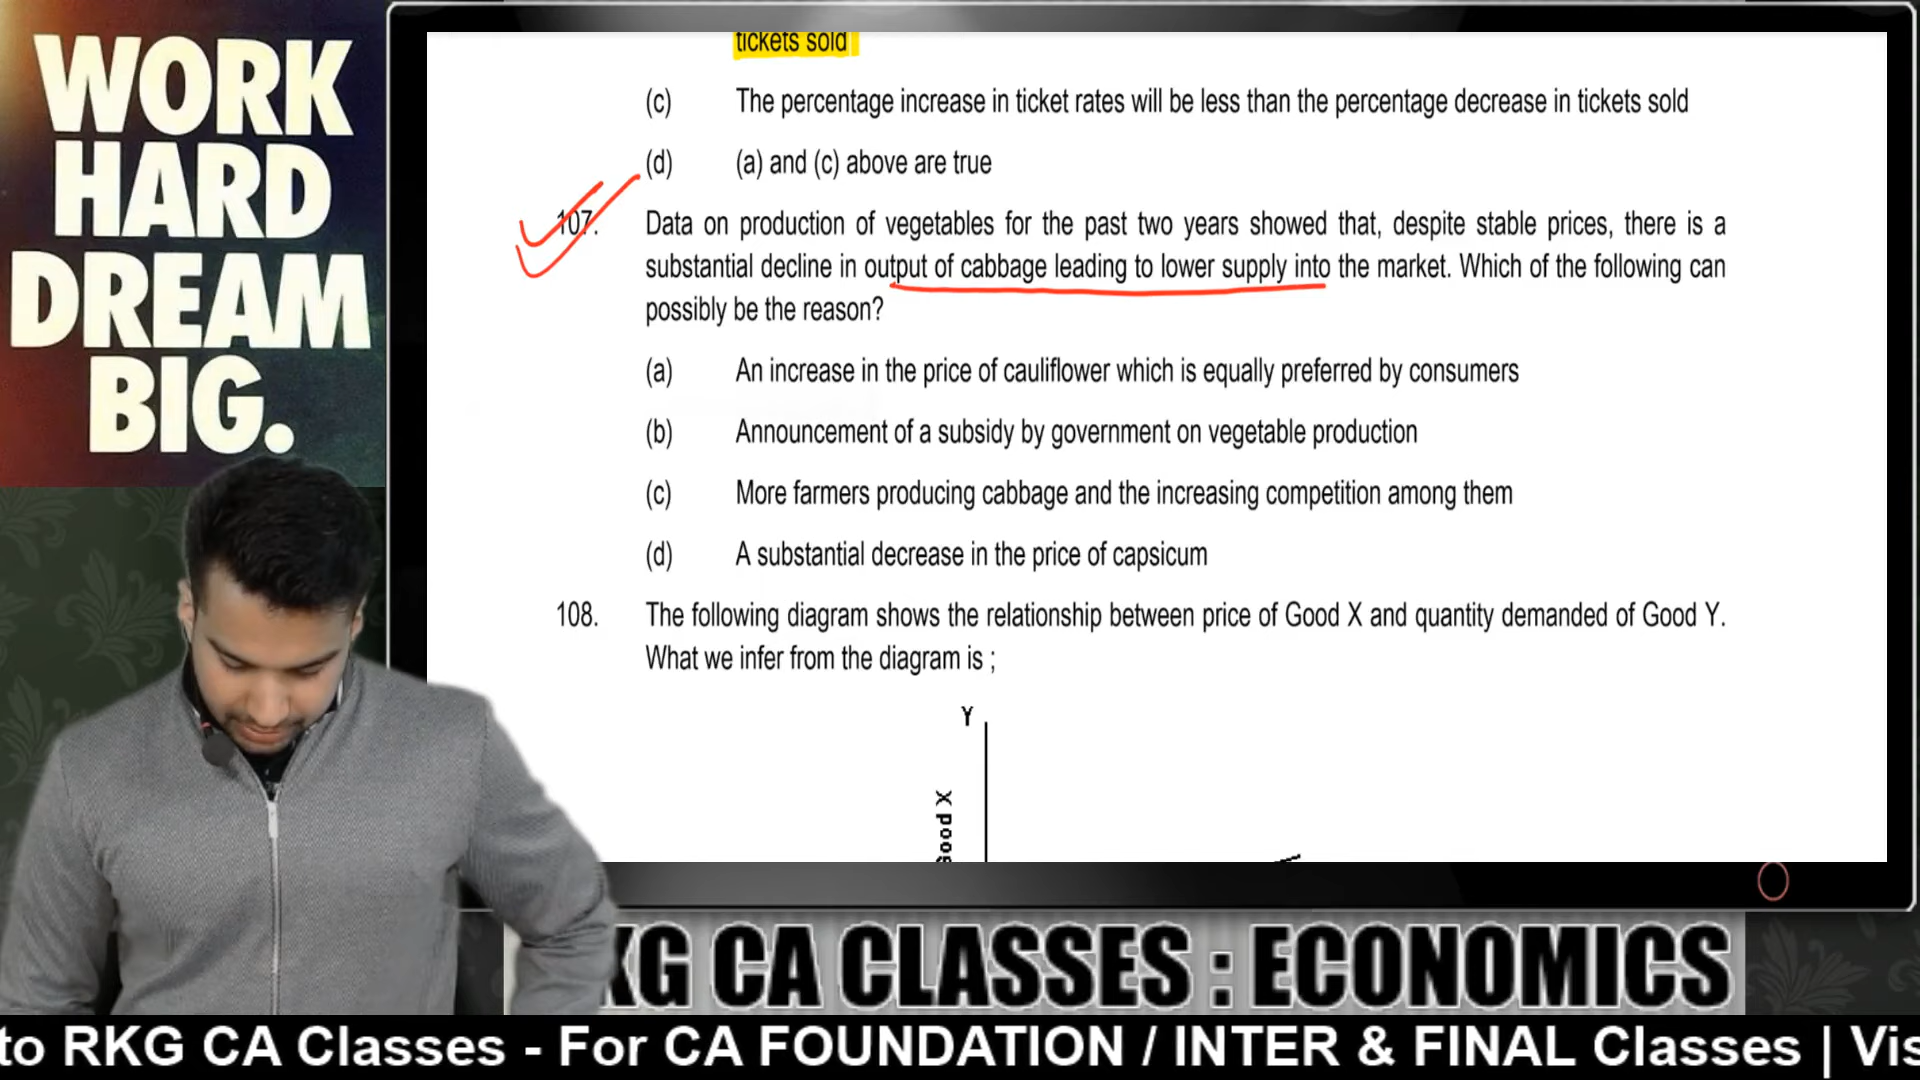 WORK
HARD
DREAM
BIG.
tickets sold
(c) The percentage increase in ticket rates will be less than the percentage decrease in tickets sold
(d) (a) and (c) above are true
107. Data on production of vegetables for the past two years showed that, despite stable prices, there is a
substantial decline in output of cabbage leading to lower supply into the market. Which of the following can
possibly be the reason?
(a) An increase in the price of cauliflower which is equally preferred by consumers
(b) Announcement of a subsidy by government on vegetable production
(c) More farmers producing cabbage and the increasing competition among them
(d) A substantial decrease in the price of capsicum
108. The following diagram shows the relationship between price of Good X and quantity demanded of Good Y.
What we infer from the diagram is ;
Y
Good X
KG CA CLASSES : ECONOMICS
to RKG CA Classes - For CA FOUNDATION / INTER & FINAL Classes | Vis